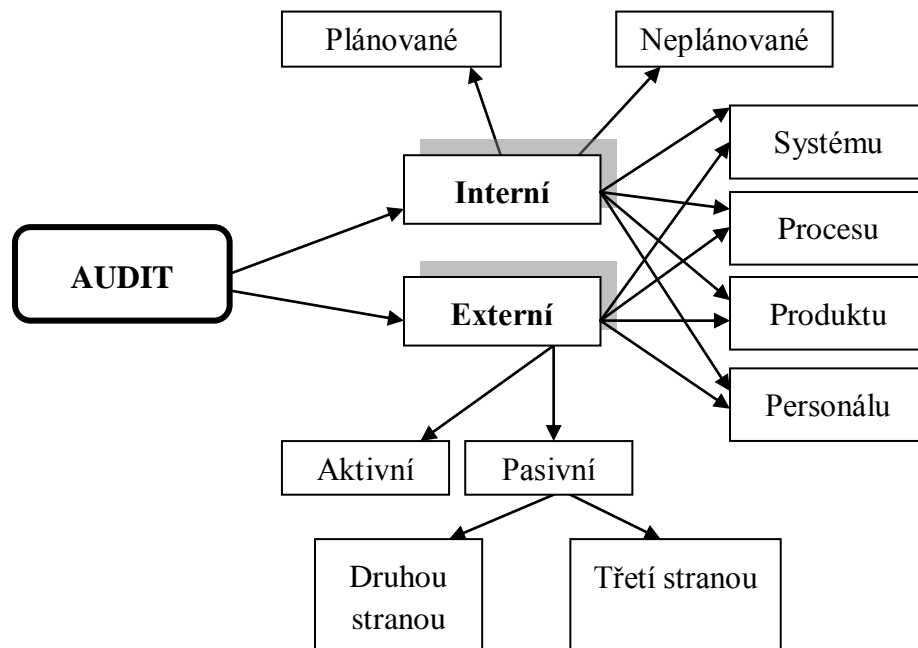 Plánované
Neplánované
Systému
Interní
Procesu
AUDIT
Externí
Produktu
Personálu
Aktivní
Pasivní
Druhou
stranou
Třetí stranou